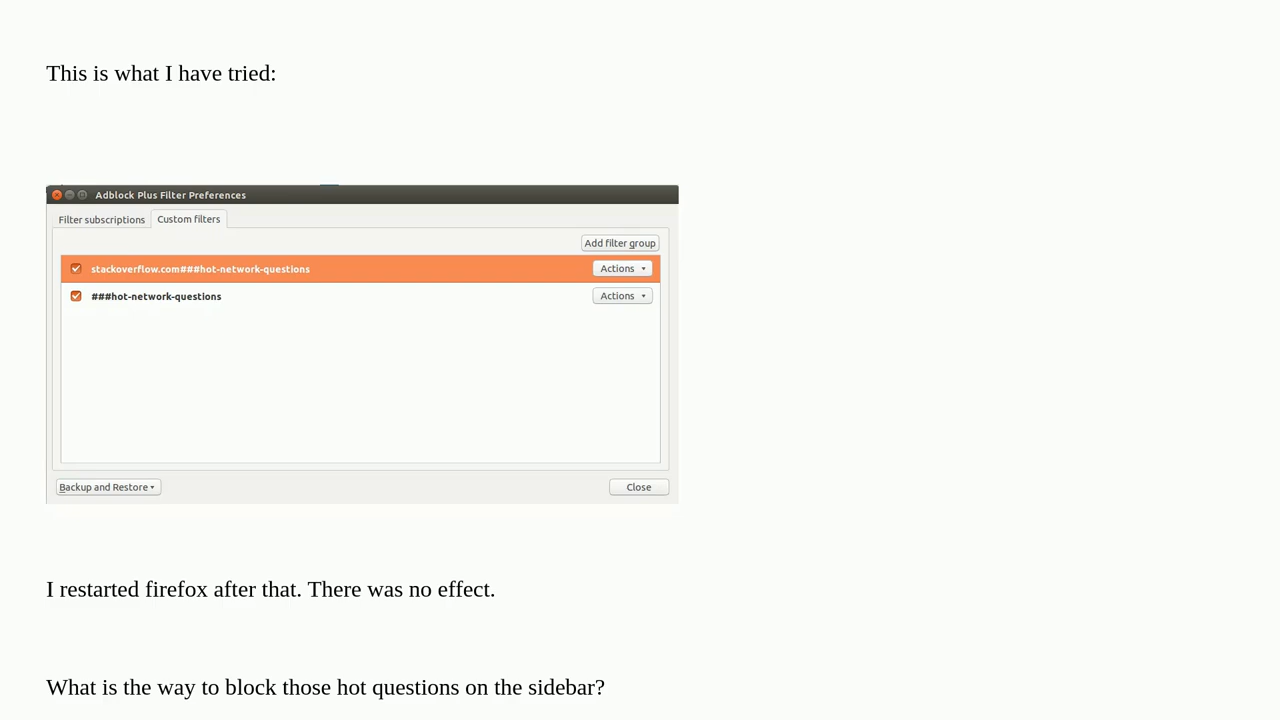 This is what I have tried:
Adblock Plus Filter Preferences
Filter subscriptions Custom filters
Add filter group
stackoverflow.com###hot-network-questions Actions
###hot-network-questions Actions
Backup and Restore Close
I restarted firefox after that. There was no effect.
What is the way to block those hot questions on the sidebar?